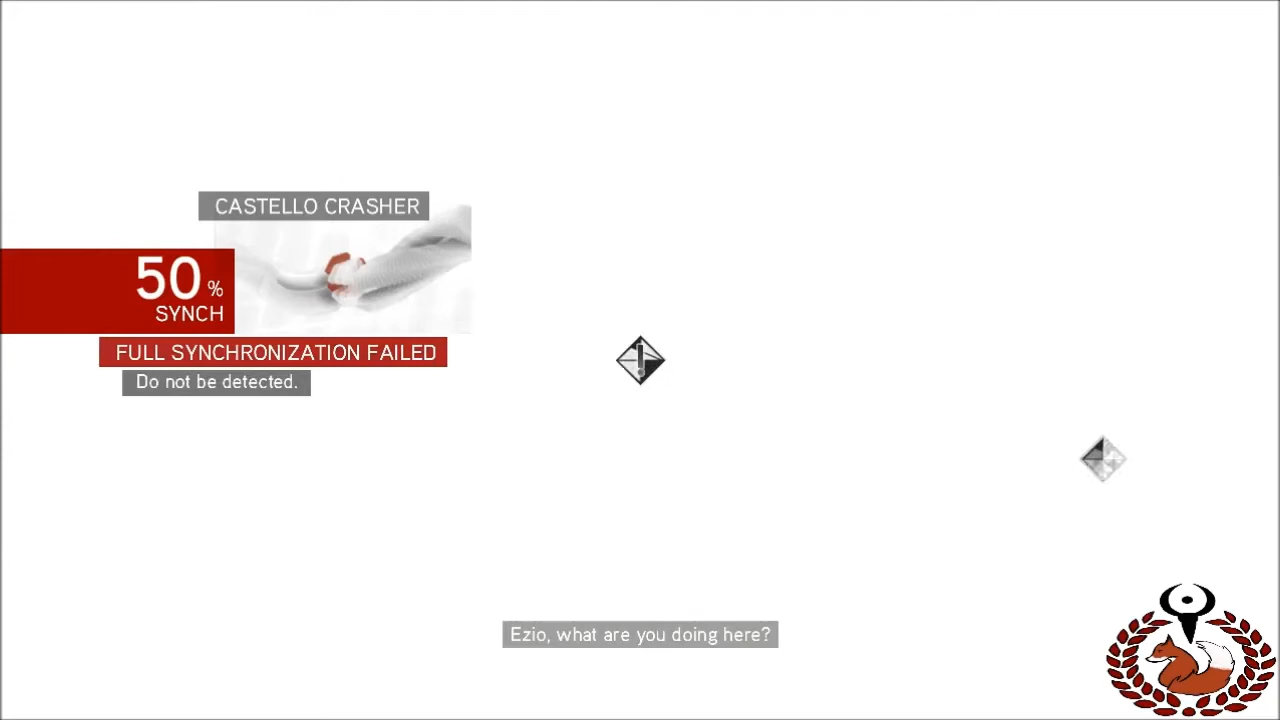 CASTELLO CRASHER
50 %
SYNCH
FULL SYNCHRONIZATION FAILED
Do not be detected.
Ezio, what are you doing here?